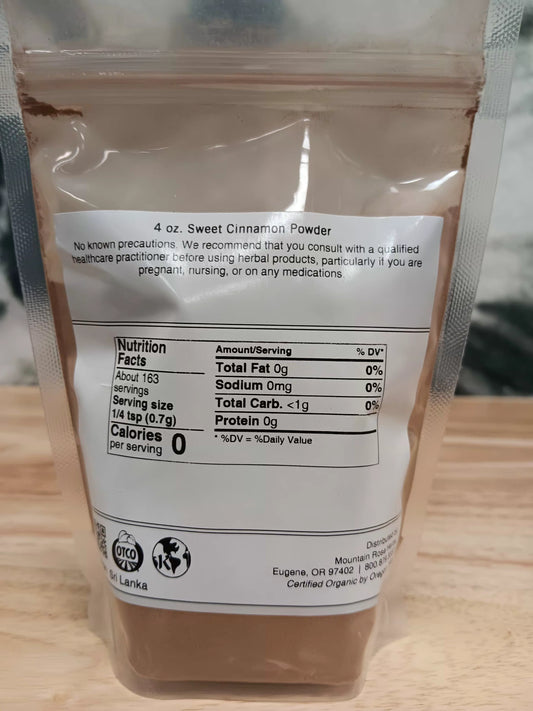 4 oz. Sweet Cinnamon Powder
No known precautions. We recommend that you consult with a qualified
healthcare practitioner before using herbal products, particularly if you are
pregnant, nursing, or on any medications.
Nutrition
Facts
About 163
servings
Serving size
1/4 tsp (0.7g)
Calories
per serving 0
Amount/Serving % DV*
Total Fat 0g 0%
Sodium 0mg 0%
Total Carb. <1g 0%
Protein 0g
* %DV = %Daily Value
OTCO
K
Sri Lanka
Distributed by
Mountain Rose
Eugene, OR 97402 | 800.
Certified Organic by